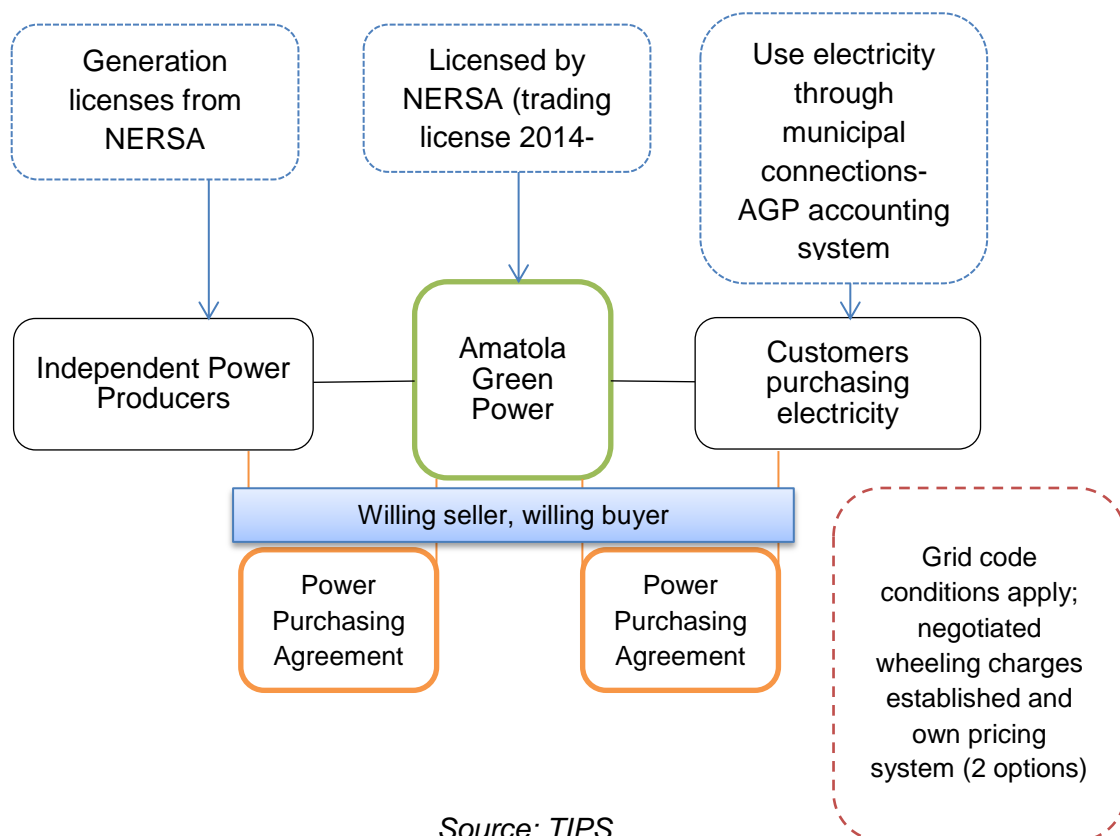 Generation
licenses from
NERSA
Licensed by
NERSA (trading
license 2014-
Use electricity
through
municipal
connections-
AGP accounting
system
Independent Power
Producers
Amatola
Green
Power
Customers
purchasing
electricity
Willing seller, willing buyer
Power
Purchasing
Agreement
Power
Purchasing
Agreement
Grid code
conditions apply;
negotiated
wheeling charges
established and
own pricing
system (2 options)
Source: TIPS